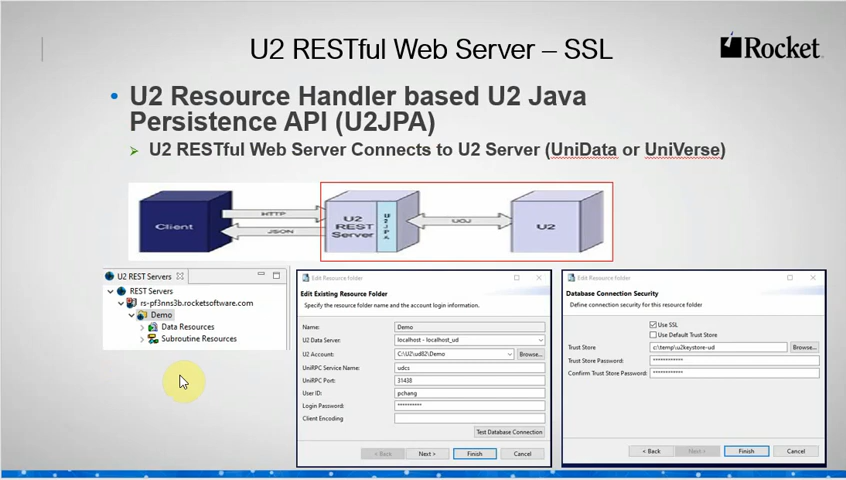 U2 RESTful Web Server – SSL
Rocket
• U2 Resource Handler based U2 Java
Persistence API (U2JPA)
U2 RESTful Web Server Connects to U2 Server (UniData or UniVerse)
Client
HTTP
JSON
U2
REST
Server
U2JPA
UOJ
U2
U2 REST Servers
REST Servers
rs-pf3nns3b.rocketsoftware.com
Demo
Data Resources
Subroutine Resources
Edit Resource folder
Edit Existing Resource Folder
Specify the resource folder name and the account login information.
Name: Demo
U2 Data Server: localhost - localhost_ud
U2 Account: C:\U2\ud82\Demo Browse...
UniRPC Service Name: udcs
UniRPC Port: 31438
User ID: pchang
Login Password: **********
Client Encoding
Test Database Connection
< Back Next > Finish Cancel
Edit Resource folder
Database Connection Security
Define connection security for this resource folder
Use SSL
Use Default Trust Store
Trust Store: c:\temp\u2keystore-ud Browse...
Trust Store Password: ************
Confirm Trust Store Password: ************
< Back Next > Finish Cancel